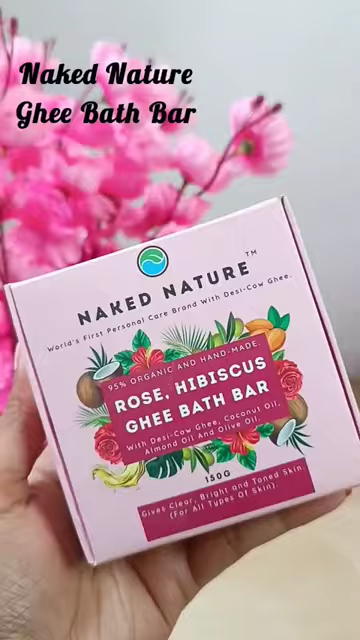 Naked Nature
Ghee Bath Bar
NAKED NATURE™
World's First Personal Care Brand With Desi-Cow Ghee.
95% ORGANIC AND HAND-MADE.
ROSE, HIBISCUS
GHEE BATH BAR
With Desi-Cow Ghee, Coconut Oil,
Almond Oil And Olive Oil.
150G
Gives Clear, Bright and Toned Skin.
(For All Types Of Skin).